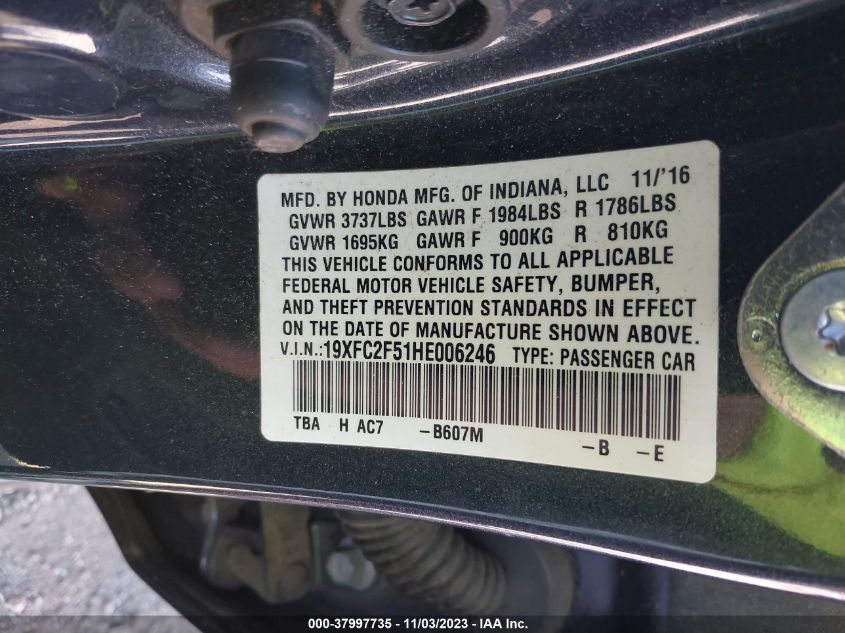 MFD. BY HONDA MFG. OF INDIANA, LLC 11/'16
GVWR 3737LBS GAWR F 1984LBS R 1786LBS
GVWR 1695KG GAWR F 900KG R 810KG
THIS VEHICLE CONFORMS TO ALL APPLICABLE
FEDERAL MOTOR VEHICLE SAFETY, BUMPER,
AND THEFT PREVENTION STANDARDS IN EFFECT
ON THE DATE OF MANUFACTURE SHOWN ABOVE.
V.I.N.:19XFC2F51HE006246 TYPE: PASSENGER CAR
TBA H AC7 -B607M -B -E
000-37997735 - 11/03/2023 - © IAA Holdings, LLC.